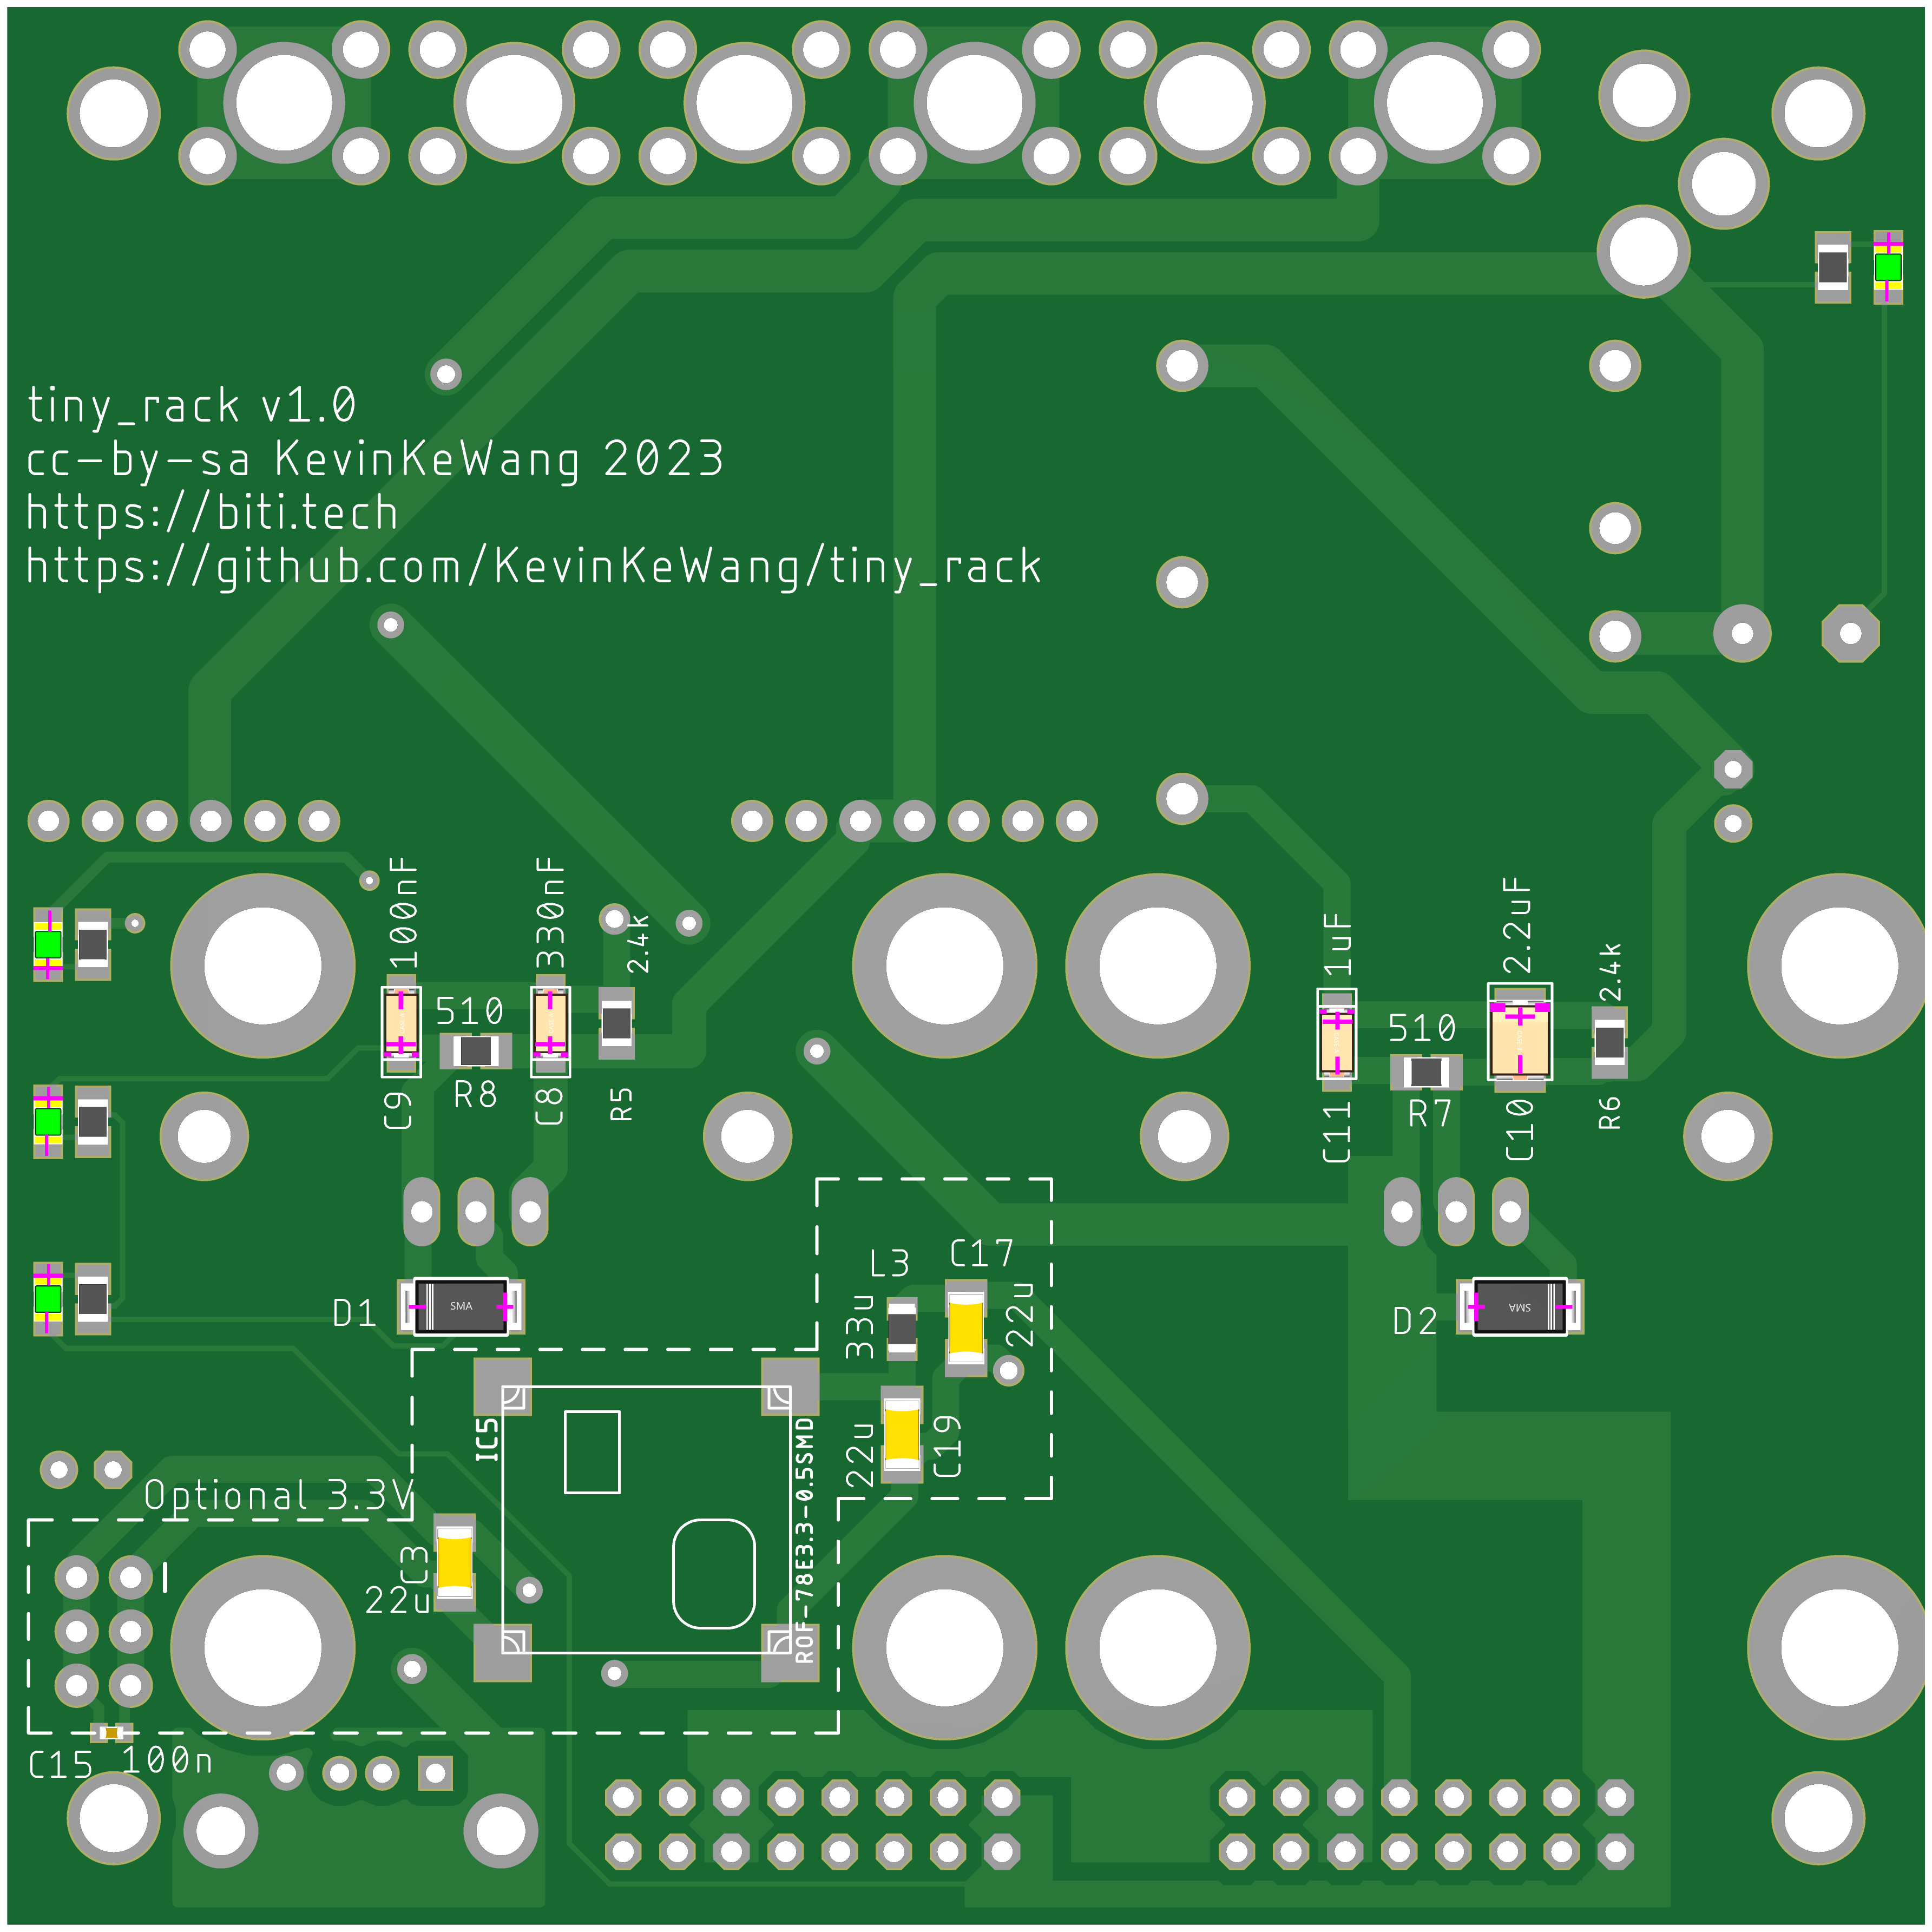 tiny_rack v1.0
cc-by-sa KevinKeWang 2023
https://biti.tech
https://github.com/KevinKeWang/tiny_rack
100nF
330nF
2.4k
510
C9
R8
C8
R5
1uF
2.2uF
2.4k
510
C11
R7
C10
R6
D1
SMA
L3
C17
33u
22u
D2
SMA
IC5
22u
C19
ROF-78E3.3-0.5SMD
Optional 3.3V
C3
22u
C15
100n